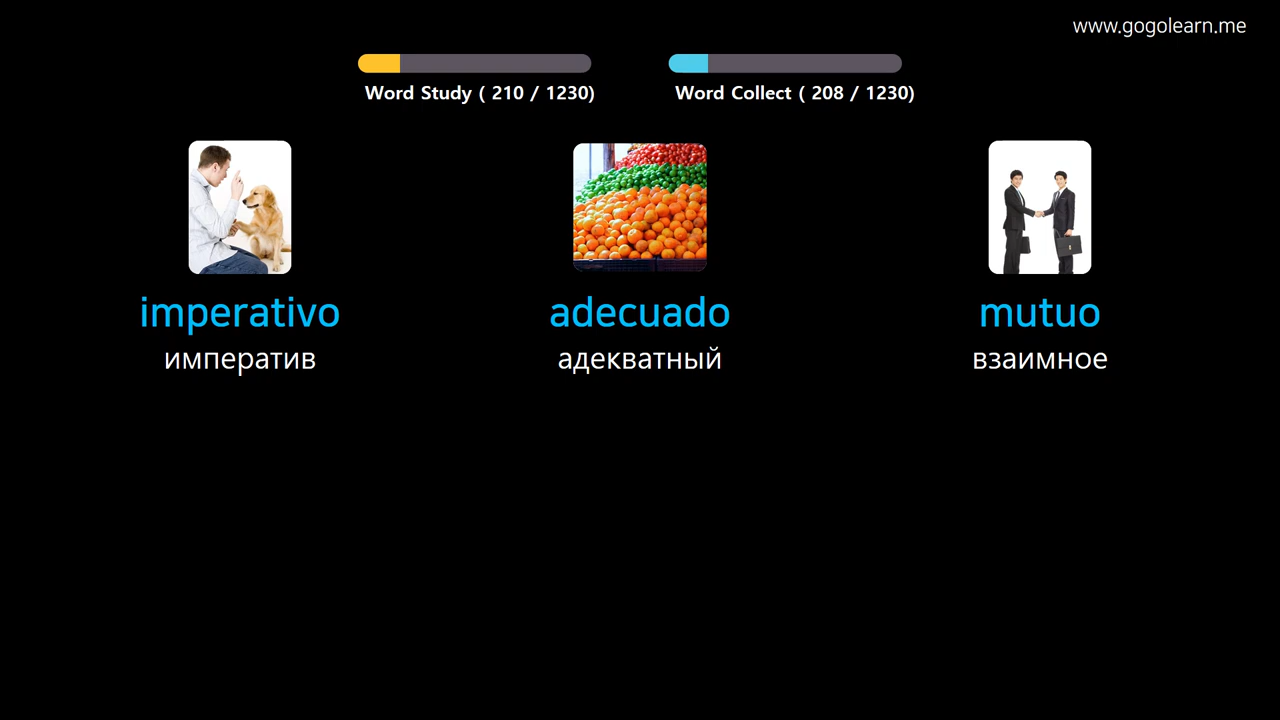 www.gogolearn.me
Word Study ( 210 / 1230)
Word Collect ( 208 / 1230)
imperativo
adecuado
mutuo
императив
адекватный
взаимное